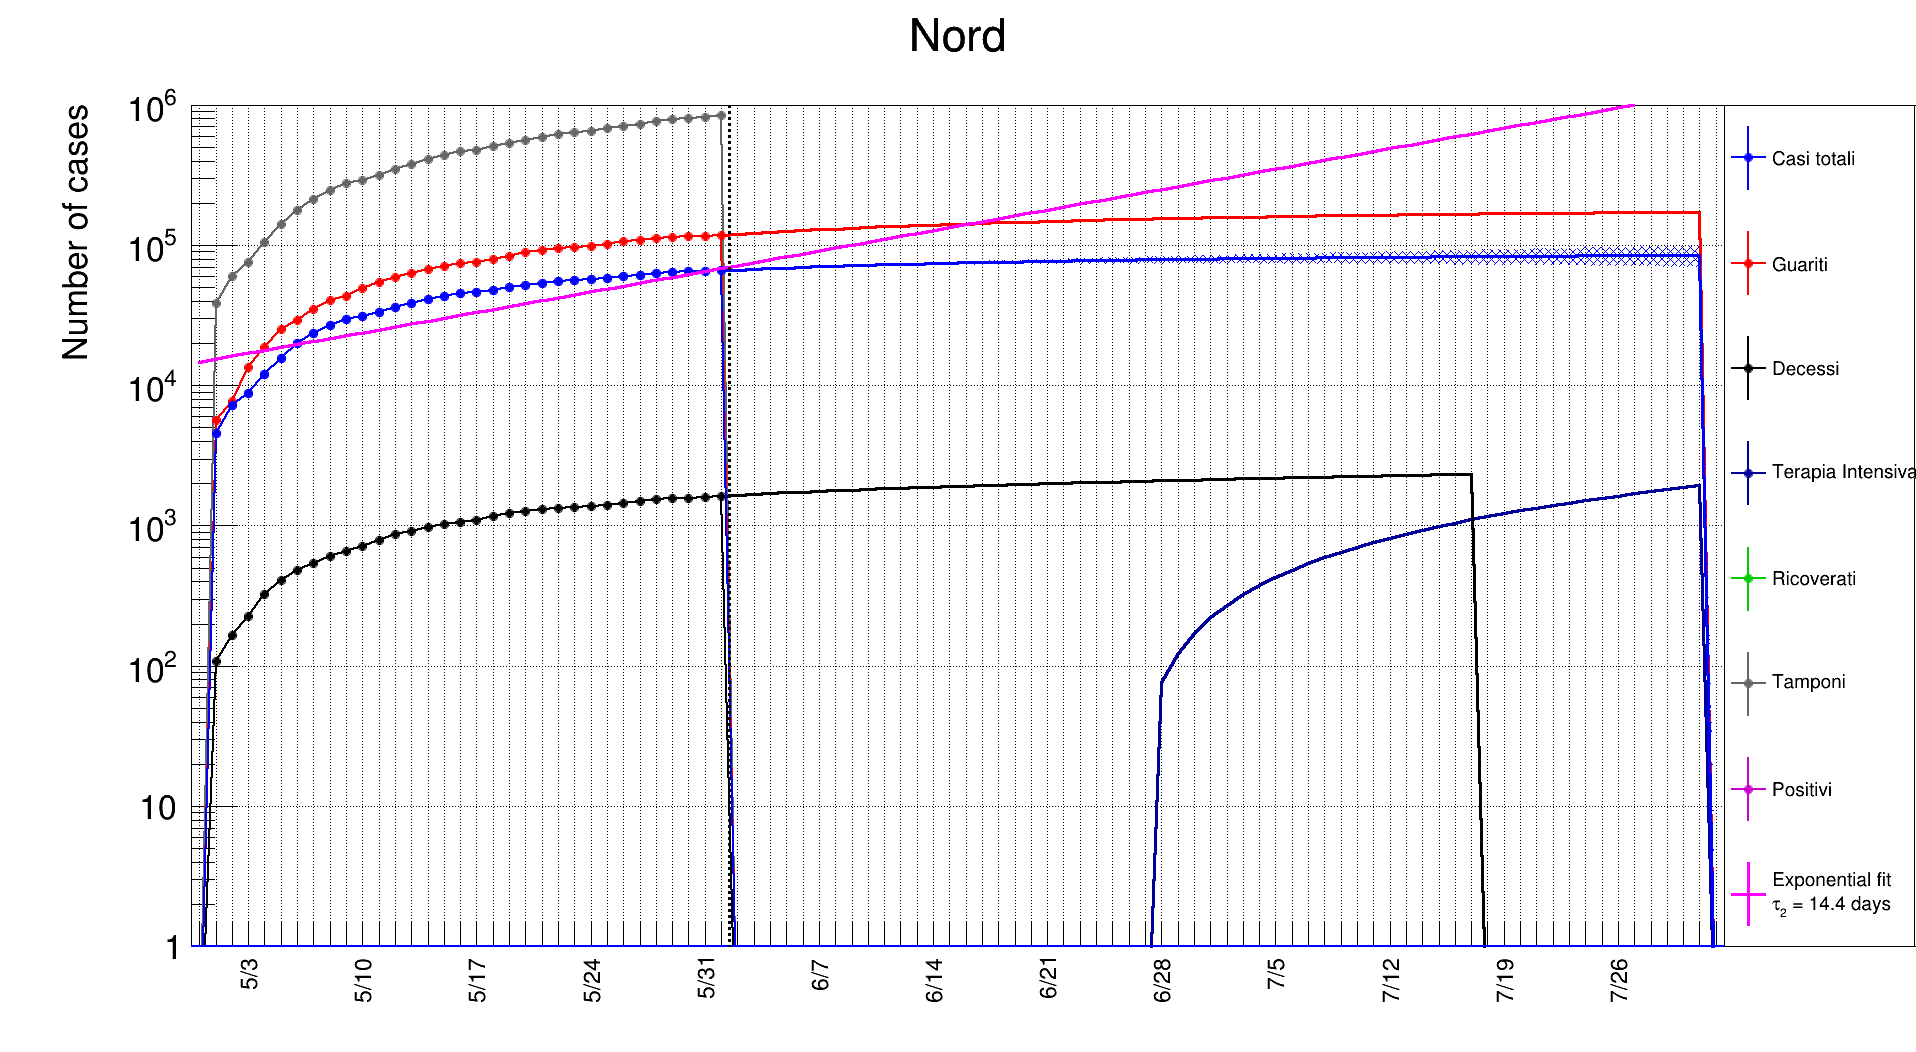 Nord
Number of cases
10^6
10^5
10^4
10^3
10^2
10
1
5/3
5/10
5/17
5/24
5/31
6/7
6/14
6/21
6/28
7/5
7/12
7/19
7/26
Casi totali
Guariti
Decessi
Terapia Intensiva
Ricoverati
Tamponi
Positivi
Exponential fit
τ_2 = 14.4 days